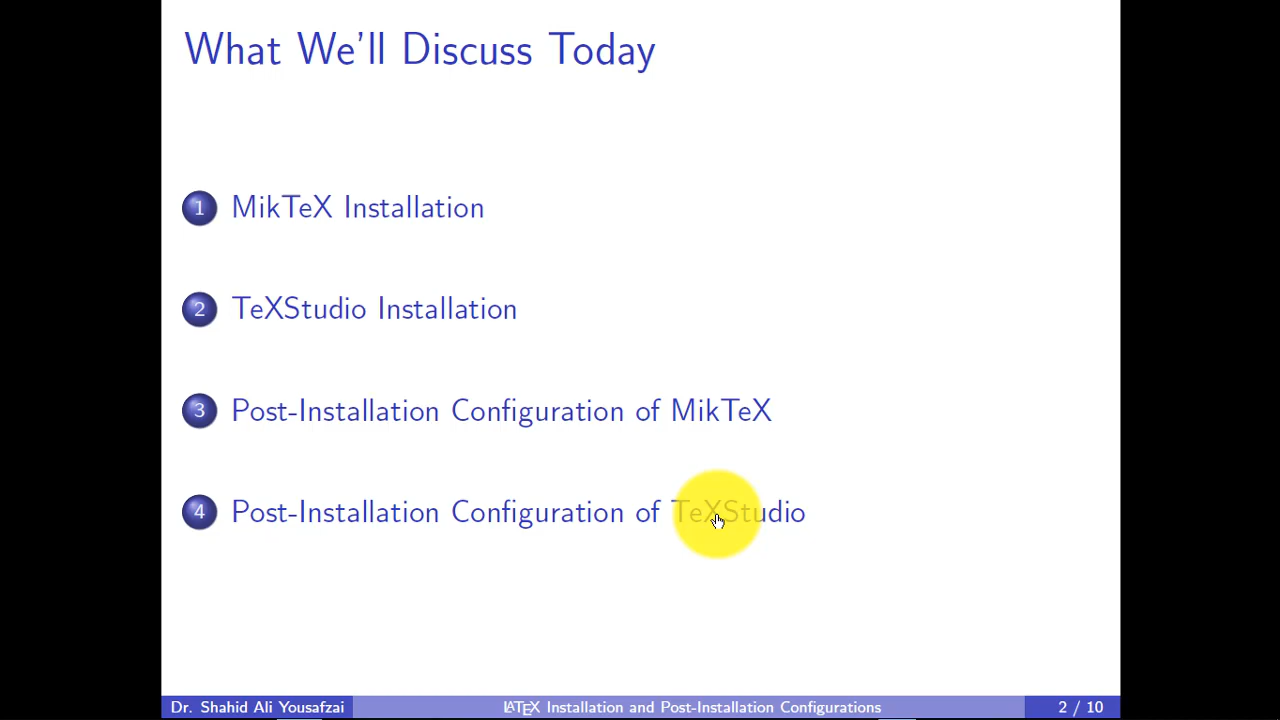 What We'll Discuss Today
1 MikTeX Installation
2 TeXStudio Installation
3 Post-Installation Configuration of MikTeX
4 Post-Installation Configuration of TeXStudio
Dr. Shahid Ali Yousafzai LATEX Installation and Post-Installation Configurations 2 / 10